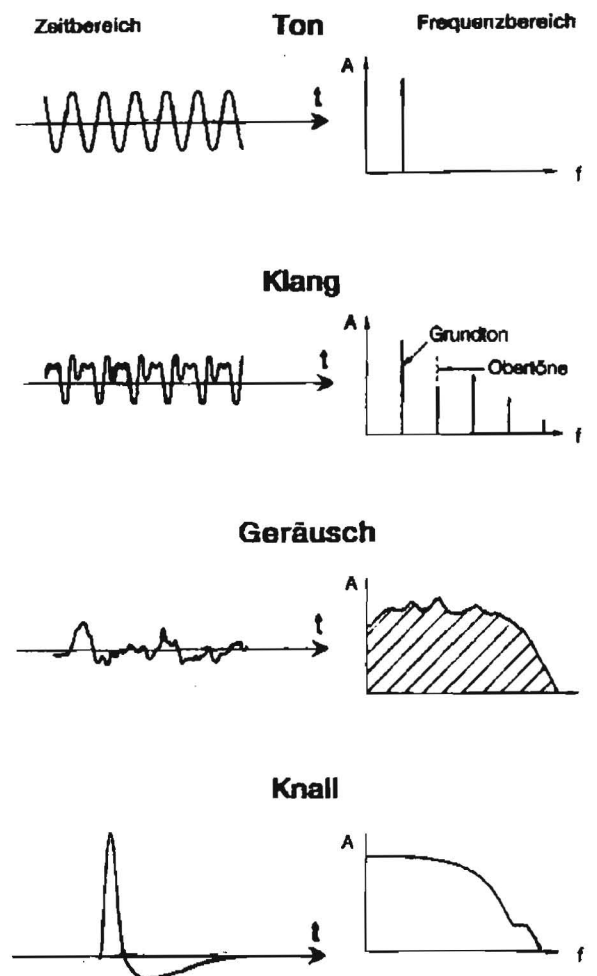 Zeitbereich Ton Frequenzbereich
A
t
f
Klang
A
Grundton
t
Obertöne
f
Geräusch
A
t
Knall
A
t
f